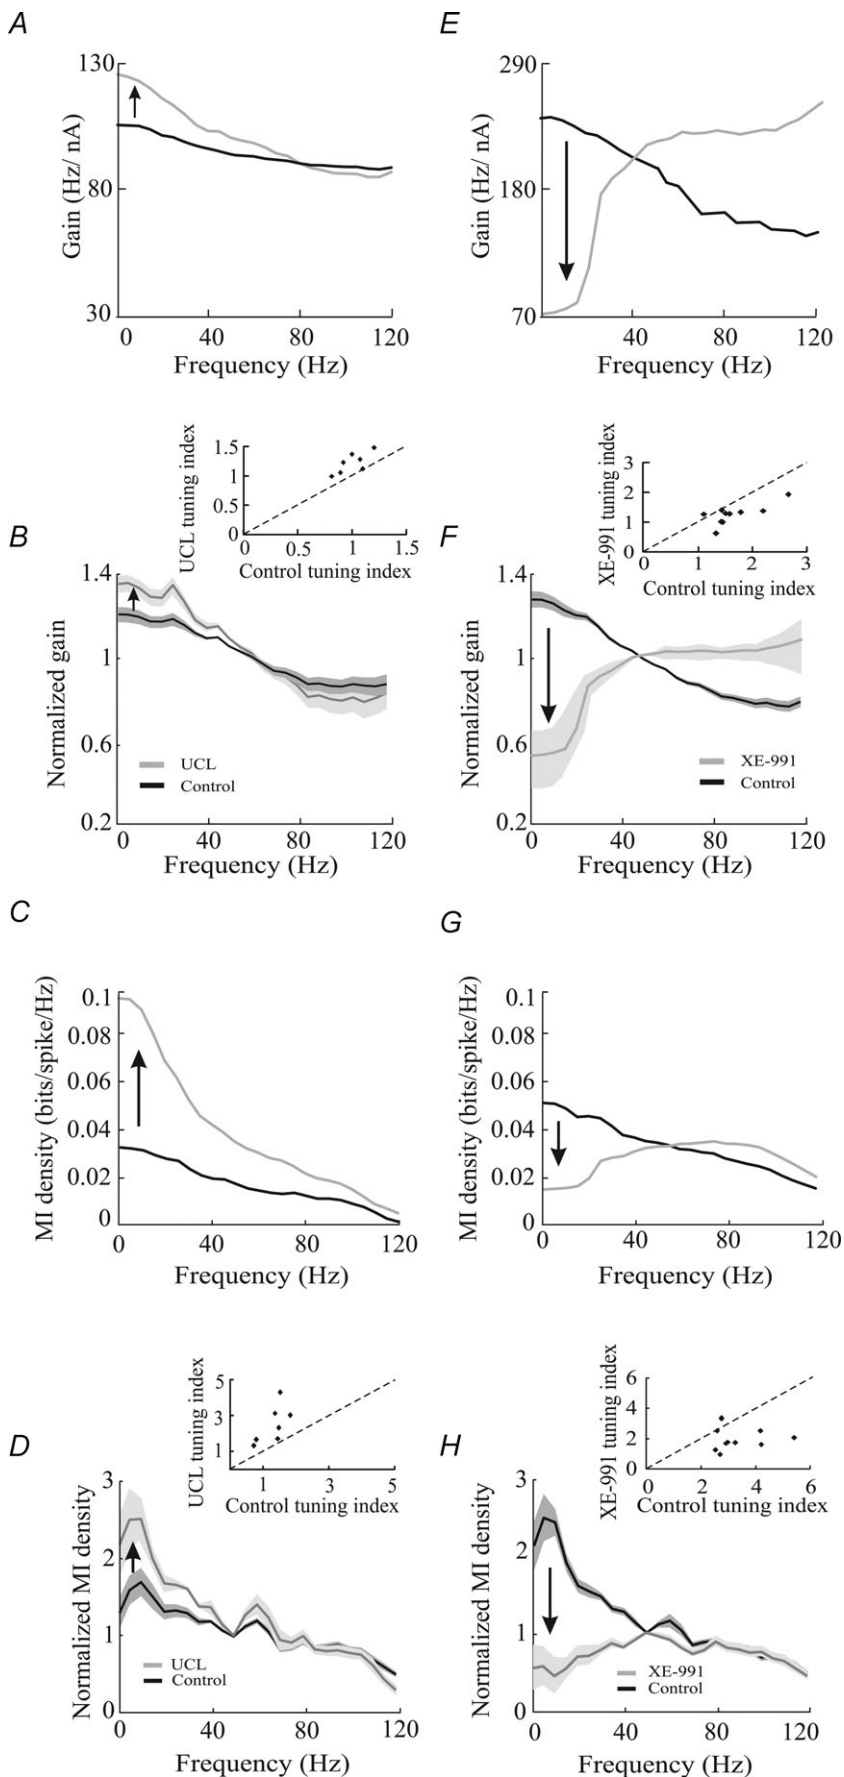 A
130
80
30
Gain (Hz/ nA)
0 40 80 120
Frequency (Hz)
E
290
180
70
Gain (Hz/ nA)
0 40 80 120
Frequency (Hz)
B
UCL tuning index
1.5
1
0.5
0
0 0.5 1 1.5
Control tuning index
1.4
1
0.6
0.2
Normalized gain
UCL
Control
0 40 80 120
Frequency (Hz)
F
XE-991 tuning index
3
2
1
0
0 1 2 3
Control tuning index
1.4
1
0.6
0.2
Normalized gain
XE-991
Control
0 40 80 120
Frequency (Hz)
C
0.1
0.08
0.06
0.04
0.02
0
MI density (bits/spike/Hz)
0 40 80 120
Frequency (Hz)
G
0.1
0.08
0.06
0.04
0.02
0
MI density (bits/spike/Hz)
0 40 80 120
Frequency (Hz)
D
UCL tuning index
5
3
1
1 3 5
Control tuning index
3
2
1
0
Normalized MI density
UCL
Control
0 40 80 120
Frequency (Hz)
H
XE-991 tuning index
6
4
2
0
0 2 4 6
Control tuning index
3
2
1
0
Normalized MI density
XE-991
Control
0 40 80 120
Frequency (Hz)